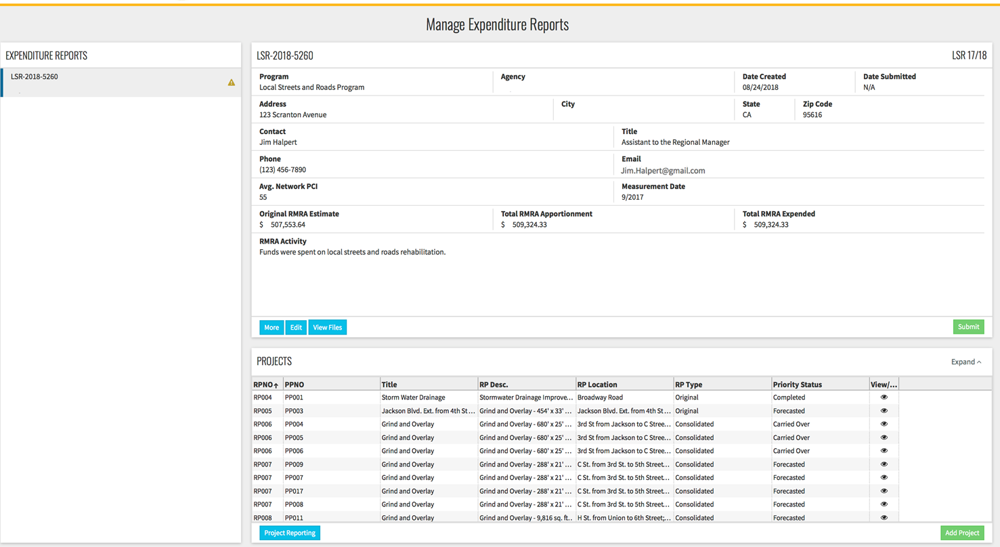 Manage Expenditure Reports
EXPENDITURE REPORTS
LSR-2018-5260
LSR-2018-5260 LSR 17/18
Program Agency Date Created Date Submitted
Local Streets and Roads Program 08/24/2018 N/A
Address City State Zip Code
123 Scranton Avenue CA 95616
Contact Title
Jim Halpert Assistant to the Regional Manager
Phone Email
(123) 456-7890 Jim.Halpert@gmail.com
Avg. Network PCI Measurement Date
55 9/2017
Original RMRA Estimate Total RMRA Apportionment Total RMRA Expended
$ 507,553.64 $ 509,324.33 $ 509,324.33
RMRA Activity
Funds were spent on local streets and roads rehabilitation.
More Edit View Files Submit
PROJECTS Expand
RPNO PPNO Title RP Desc. RP Location RP Type Priority Status View/...
RP004 PP001 Storm Water Drainage Stormwater Drainage Improve... Broadway Road Original Completed
RP005 PP003 Jackson Blvd. Ext. from 4th St ... Grind and Overlay - 454' x 33' ... Jackson Blvd. Ext. from 4th St ... Original Forecasted
RP006 PP004 Grind and Overlay Grind and Overlay - 680' x 25' ... 3rd St from Jackson to C Stree... Consolidated Carried Over
RP006 PP005 Grind and Overlay Grind and Overlay - 680' x 25' ... 3rd St from Jackson to C Stree... Consolidated Carried Over
RP006 PP006 Grind and Overlay Grind and Overlay - 680' x 25' ... 3rd St from Jackson to C Stree... Consolidated Carried Over
RP007 PP009 Grind and Overlay Grind and Overlay - 288' x 21' ... C St. from 3rd St. to 5th Street... Consolidated Forecasted
RP007 PP007 Grind and Overlay Grind and Overlay - 288' x 21' ... C St. from 3rd St. to 5th Street... Consolidated Forecasted
RP007 PP017 Grind and Overlay Grind and Overlay - 288' x 21' ... C St. from 3rd St. to 5th Street... Consolidated Forecasted
RP007 PP008 Grind and Overlay Grind and Overlay - 288' x 21' ... C St. from 3rd St. to 5th Street... Consolidated Forecasted
RP008 PP011 Grind and Overlay Grind and Overlay - 9,816 sq. ft.. H St. from Union to 6th Street;... Consolidated Forecasted
Project Reporting Add Project